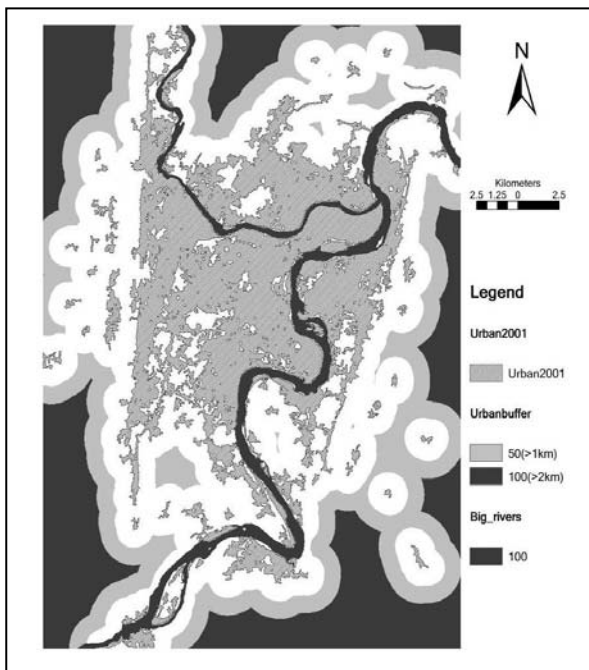 N
Kilometers
2.5 1.25 0 2.5
Legend
Urban2001
Urban2001
Urbanbuffer
50(>1km)
100(>2km)
Big_rivers
100